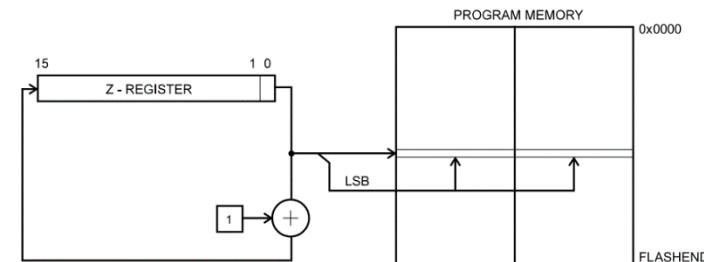 PROGRAM MEMORY
0x0000
15
1 0
Z - REGISTER
LSB
1
FLASHEND